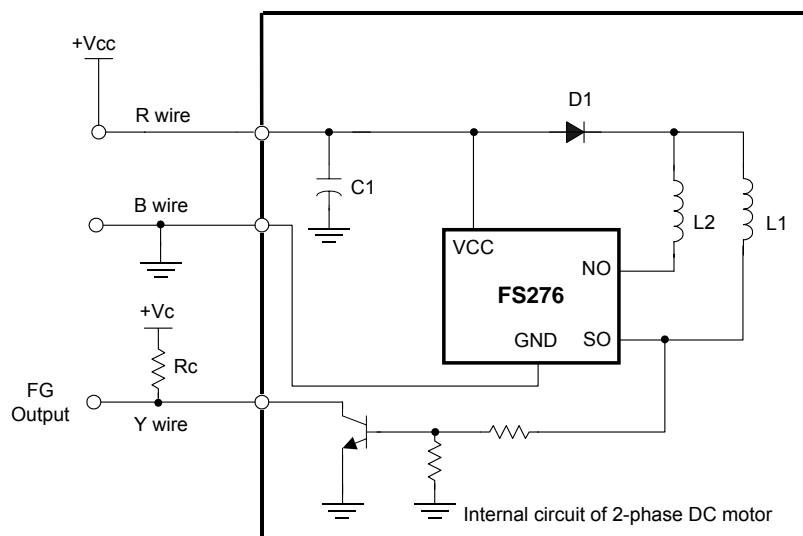 +Vcc
R wire
D1
C1
B wire
L2
L1
VCC
NO
FS276
GND
SO
+Vc
Rc
FG
Output
Y wire
Internal circuit of 2-phase DC motor